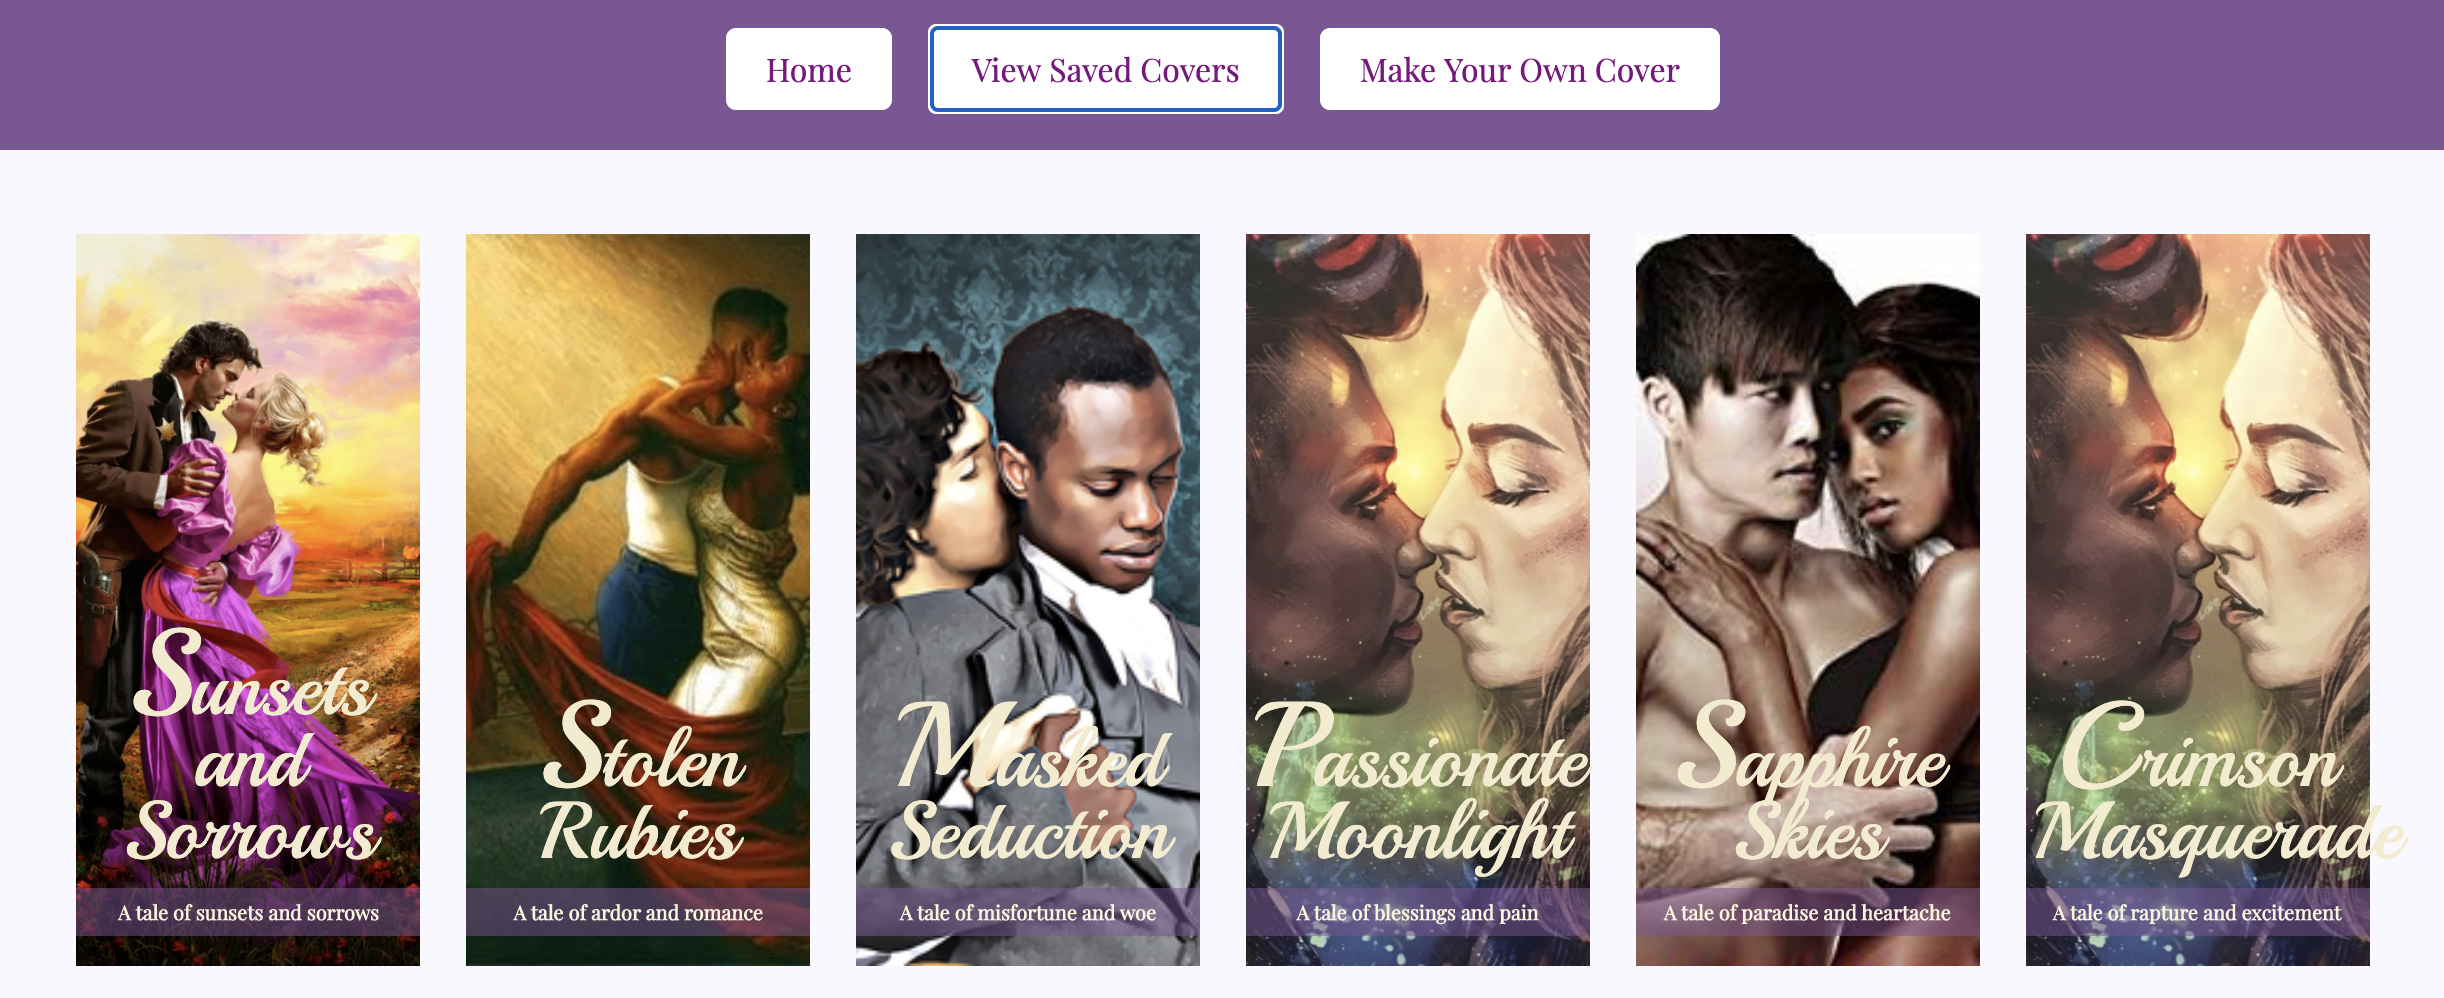 Home
View Saved Covers
Make Your Own Cover
Sunsets
and
Sorrows
A tale of sunsets and sorrows
Stolen
Rubies
A tale of ardor and romance
Masked
Seduction
A tale of misfortune and woe
Passionate
Moonlight
A tale of blessings and pain
Sapphire
Skies
A tale of paradise and heartache
Crimson
Masquerade
A tale of rapture and excitement